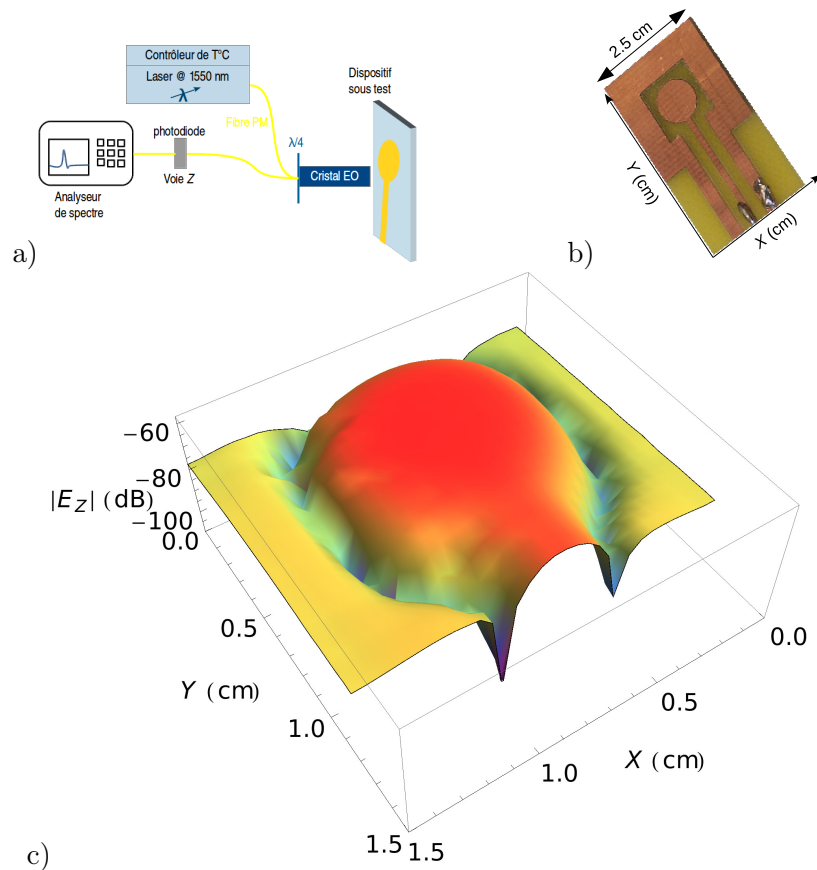 Contrôleur de T°C
Laser @ 1550 nm
λ
Fibre PM
Dispositif
sous test
photodiode
λ/4
Cristal EO
Voie Z
Analyseur
de spectre
a)
2.5 cm
Y (cm)
X (cm)
b)
−60
−80
|E_Z| (dB)
−100
0.0
0.5
Y (cm)
1.0
1.5
0.0
0.5
X (cm)
1.0
1.5
c)